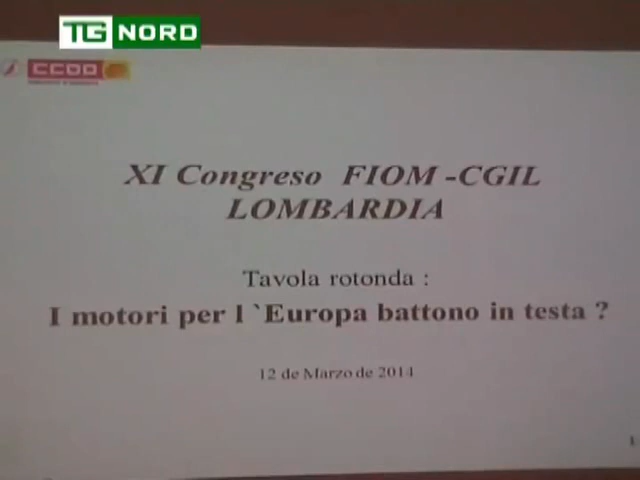 TG NORD
CCOO
XI Congreso FIOM -CGIL
LOMBARDIA
Tavola rotonda :
I motori per l `Europa battono in testa ?
12 de Marzo de 2014
1